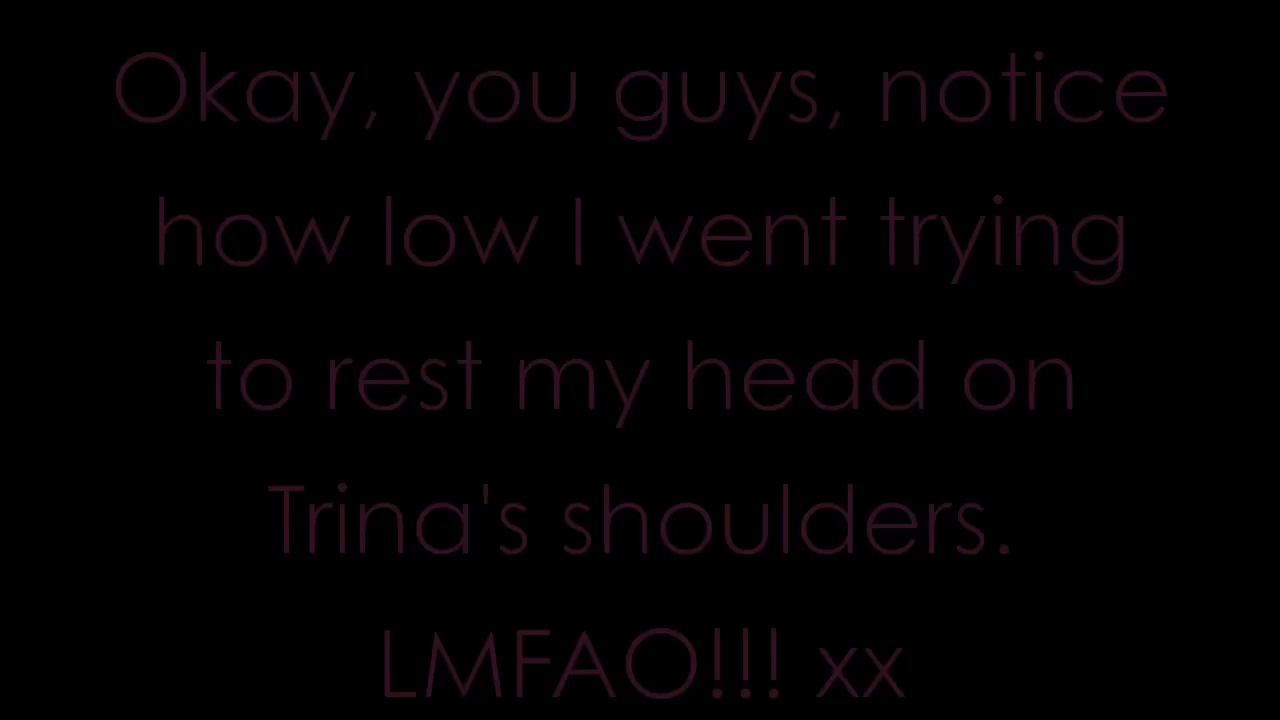 Okay, you guys, notice
how low I went trying
to rest my head on
Trina's shoulders.
LMFAO!!! xx